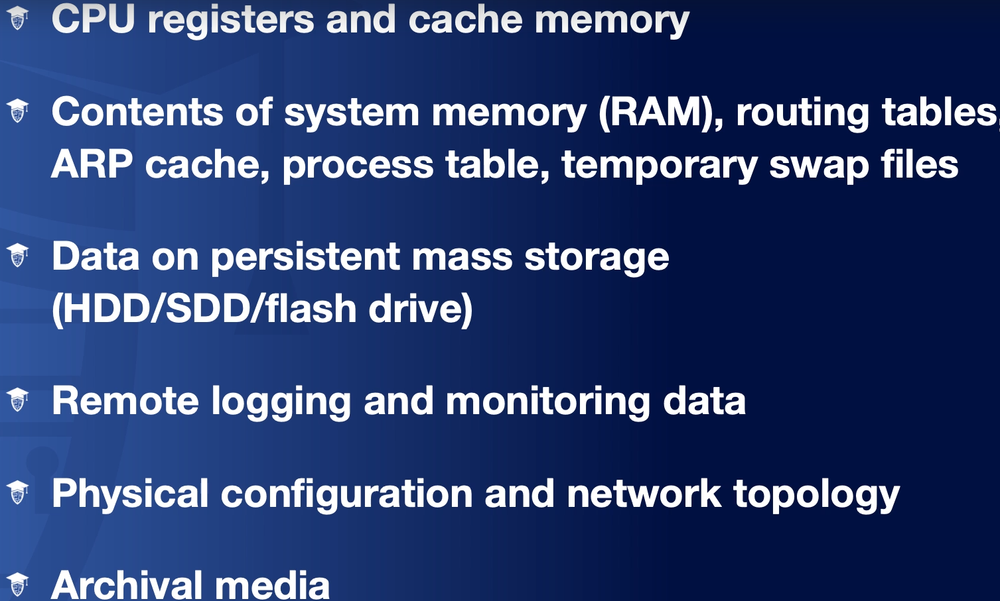 CPU registers and cache memory
Contents of system memory (RAM), routing tables,
ARP cache, process table, temporary swap files
Data on persistent mass storage
(HDD/SDD/flash drive)
Remote logging and monitoring data
Physical configuration and network topology
Archival media